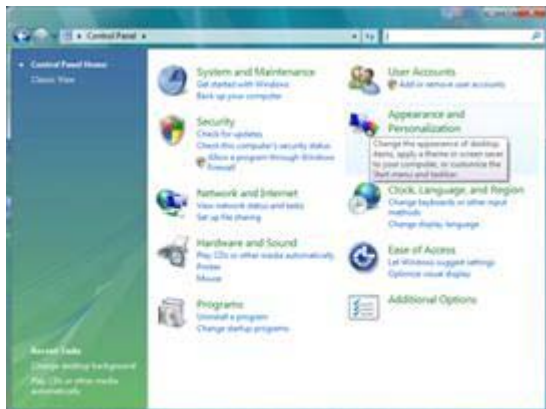 Control Panel
Control Panel Home
Classic View
System and Maintenance
Get started with Windows
Back up your computer
Security
Check for updates
Check this computer's security status
Allow a program through Windows
Firewall
Network and Internet
View network status and tasks
Set up file sharing
Hardware and Sound
Play CDs or other media automatically
Printer
Mouse
Programs
Uninstall a program
Change startup programs
User Accounts
Add or remove user accounts
Appearance and
Personalization
Change the appearance of desktop
items, apply a theme or screen saver
to your computer, or customize the
Start menu and taskbar.
Clock, Language, and Region
Change keyboards or other input
methods
Change display language
Ease of Access
Let Windows suggest settings
Optimize visual display
Additional Options
Recent Tasks
Change desktop background
Play CDs or other media
automatically